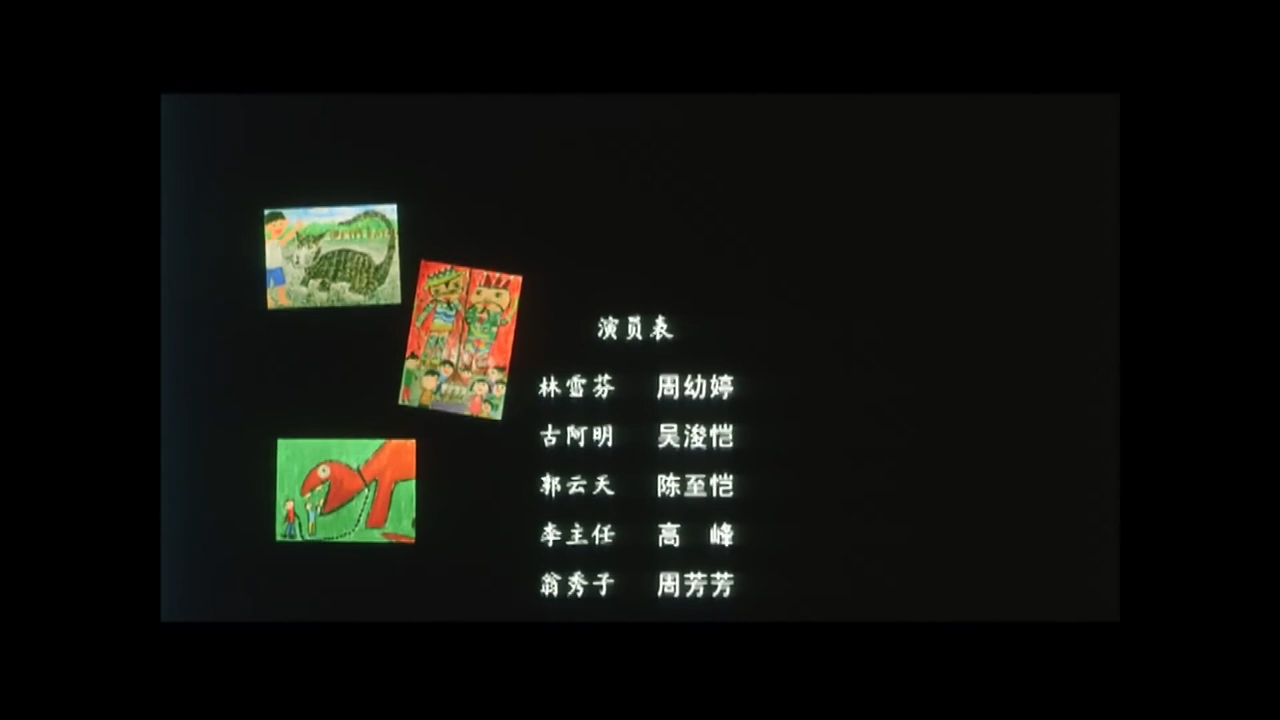 演员表
林雪芬 周幼婷
古阿明 吴浚恺
郭云天 陈至恺
李主任 高 峰
翁秀子 周芳芳